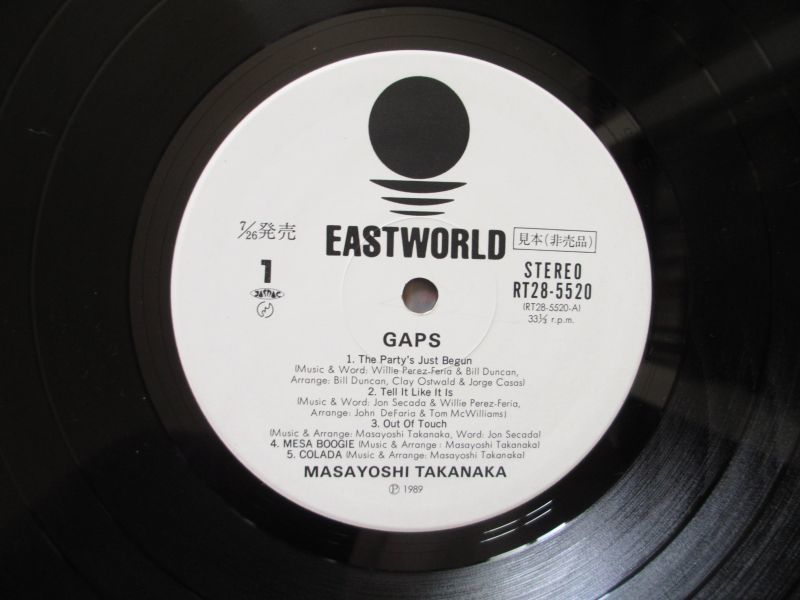 7/26発売
EASTWORLD
見本(非売品)
1
JASRAC
STEREO
RT28-5520
(RT28-5520-A)
33⅓ r.p.m.
GAPS
1. The Party's Just Begun
(Music & Word: Willie Perez-Feria & Bill Duncan,
Arrange: Bill Duncan, Clay Ostwald & Jorge Casas)
2. Tell It Like It Is
(Music & Word: Jon Secada & Willie Perez-Feria,
Arrange: John DeFaria & Tom McWilliams)
3. Out Of Touch
(Music & Arrange: Masayoshi Takanaka, Word: Jon Secada)
4. MESA BOOGIE (Music & Arrange: Masayoshi Takanaka)
5. COLADA (Music & Arrange: Masayoshi Takanaka)
MASAYOSHI TAKANAKA
Ⓟ 1989